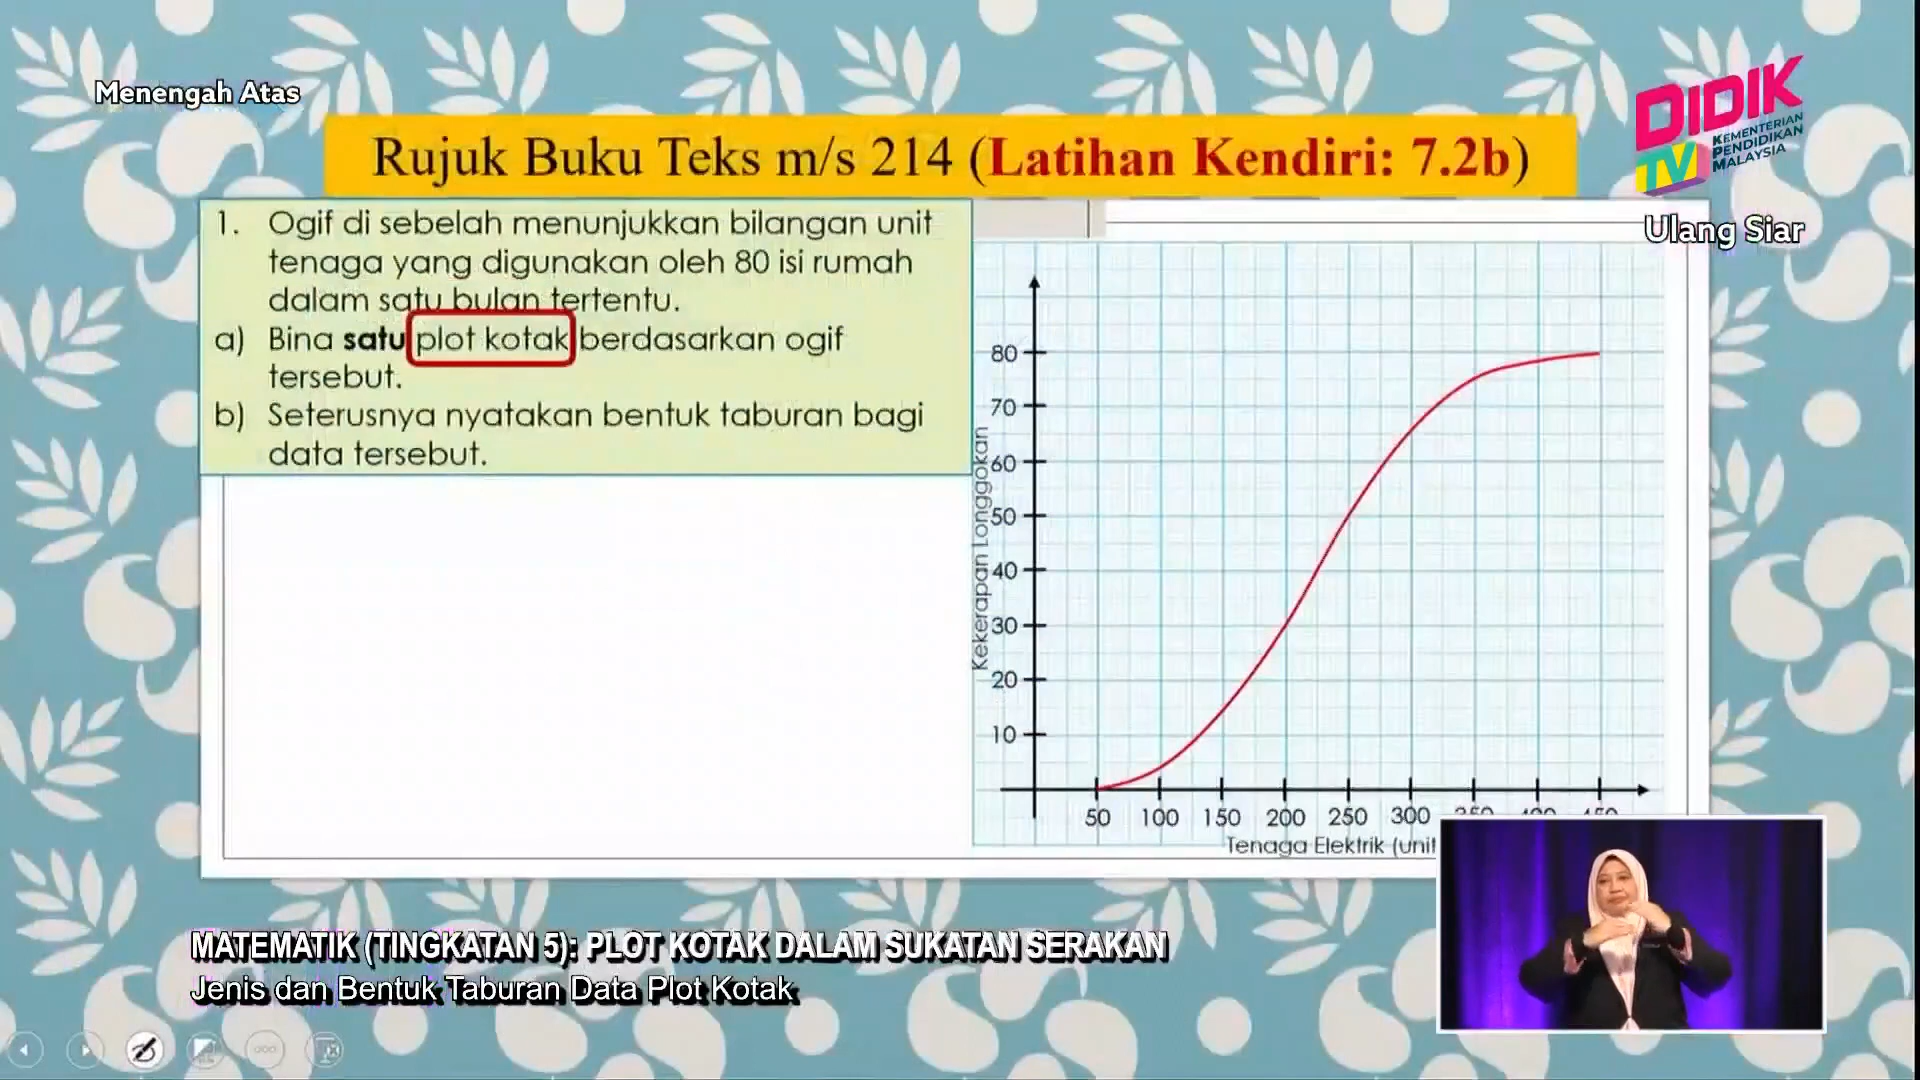 Menengah Atas
DIDIK
TV
KEMENTERIAN
PENDIDIKAN
MALAYSIA
Ulang Siar
Rujuk Buku Teks m/s 214 (Latihan Kendiri: 7.2b)
1. Ogif di sebelah menunjukkan bilangan unit
tenaga yang digunakan oleh 80 isi rumah
dalam satu bulan tertentu.
a) Bina satu plot kotak berdasarkan ogif
tersebut.
b) Seterusnya nyatakan bentuk taburan bagi
data tersebut.
Kekerapan Longgokan
80
70
60
50
40
30
20
10
50 100 150 200 250 300 350 400 450
Tenaga Elektrik (unit
MATEMATIK (TINGKATAN 5): PLOT KOTAK DALAM SUKATAN SERAKAN
Jenis dan Bentuk Taburan Data Plot Kotak